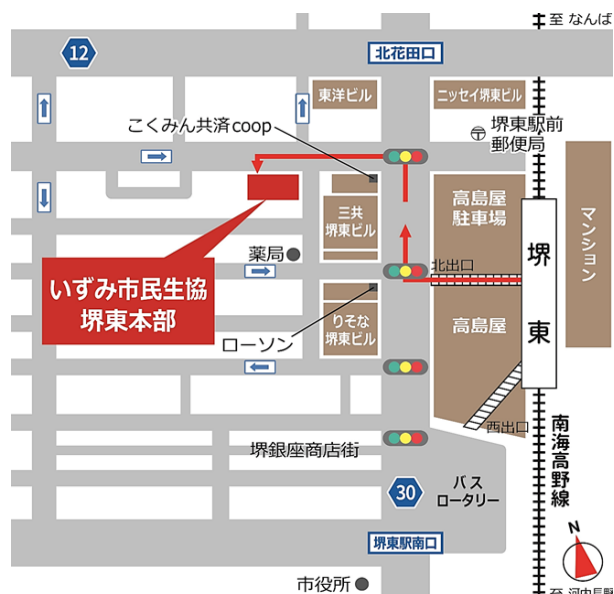 至 なんば
12
北花田口
東洋ビル
ニッセイ堺東ビル
こくみん共済coop
〒
堺東駅前
郵便局
三共
堺東ビル
高島屋
駐車場
マンション
薬局
北出口
堺東
いずみ市民生協
堺東本部
りそな
堺東ビル
高島屋
ローソン
西出口
南海高野線
堺銀座商店街
30
バス
ロータリー
N
堺東駅南口
市役所
至 河内長野